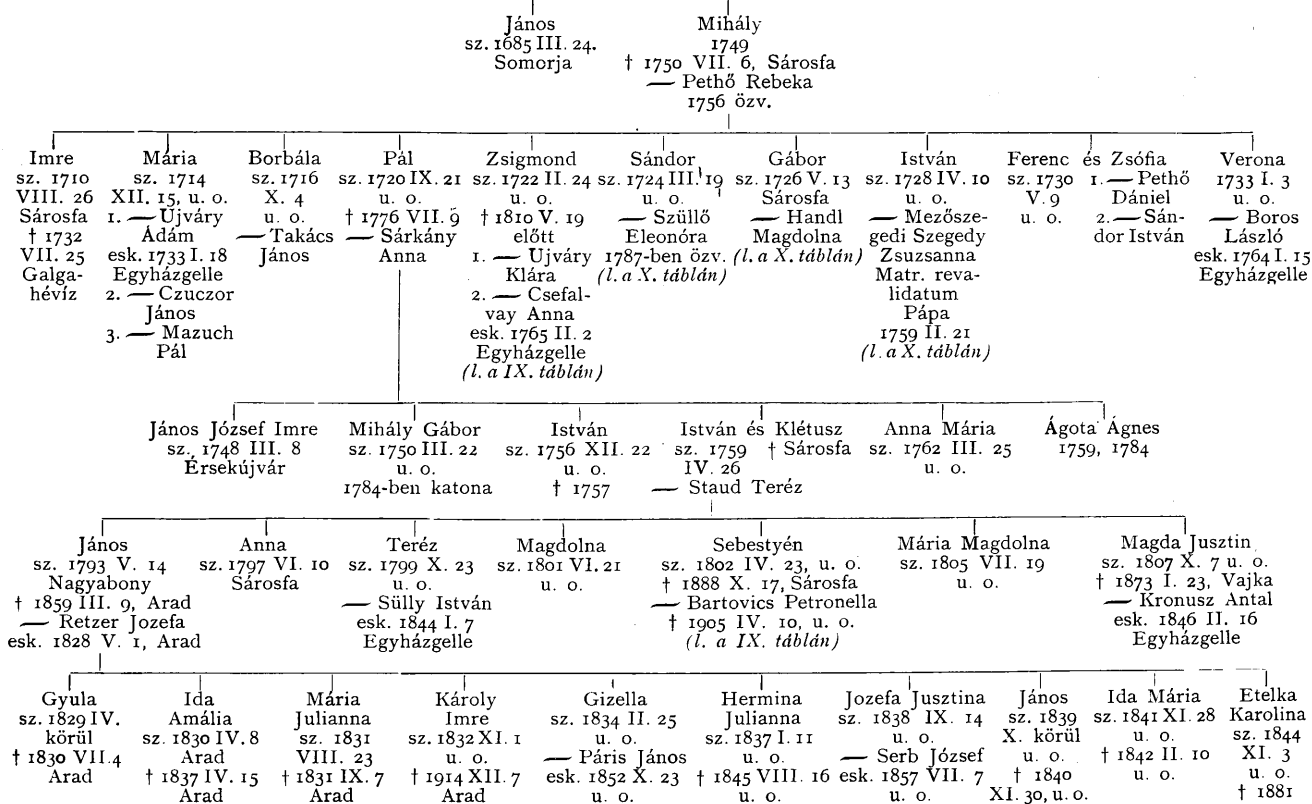 János
sz. 1685 III. 24.
Somorja
Mihály
1749
† 1750 VII. 6, Sárosfa
— Pethő Rebeka
1756 özv.
Imre
sz. 1710
VIII. 26
Sárosfa
† 1732
VII. 25
Galga-
hévíz
Mária
sz. 1714
XII. 15, u. o.
1. — Ujváry
Ádám
esk. 1733 I. 18
Egyházgelle
2. — Czuczor
János
3. — Mazuch
Pál
Borbála
sz. 1716
X. 4
u. o.
— Takács
János
Pál
sz. 1720 IX. 21
u. o.
† 1776 VII. 9
— Sárkány
Anna
Zsigmond
sz. 1722 II. 24
u. o.
† 1810 V. 19
előtt
1. — Ujváry
Klára
2. — Csefal-
vay Anna
esk. 1765 II. 2
Egyházgelle
(l. a IX. táblán)
Sándor
sz. 1724 III. 19
u. o.
— Szüllő
Eleonóra
1787-ben özv.
(l. a X. táblán)
Gábor
sz. 1726 V. 13
Sárosfa
— Handl
Magdolna
(l. a X. táblán)
István
sz. 1728 IV. 10
u. o.
— Mezősze-
gedi Szegedy
Zsuzsanna
Matr. reva-
lidatum
Pápa
1759 II. 21
(l. a X. táblán)
Ferenc és Zsófia
sz. 1730
V. 9
u. o.
1. — Pethő
Dániel
2. — Sán-
dor István
Verona
1733 I. 3
u. o.
— Boros
László
esk. 1764 I. 15
Egyházgelle
János József Imre
sz. 1748 III. 8
Érsekújvár
Mihály Gábor
sz. 1750 III. 22
u. o.
1784-ben katona
István
sz. 1756 XII. 22
u. o.
† 1757
István és Klétusz
sz. 1759 † Sárosfa
IV. 26
— Staud Teréz
Anna Mária
sz. 1762 III. 25
u. o.
Ágota Ágnes
1759, 1784
János
sz. 1793 V. 14
Nagyabony
† 1859 III. 9, Arad
— Retzer Jozefa
esk. 1828 V. 1, Arad
Anna
sz. 1797 VI. 10
Sárosfa
Teréz
sz. 1799 X. 23
u. o.
— Sülly István
esk. 1844 I. 7
Egyházgelle
Magdolna
sz. 1801 VI. 21
u. o.
Sebestyén
sz. 1802 IV. 23, u. o.
† 1888 X. 17, Sárosfa
— Bartovics Petronella
† 1905 IV. 10, u. o.
(l. a IX. táblán)
Mária Magdolna
sz. 1805 VII. 19
u. o.
Magda Jusztin
sz. 1807 X. 7 u. o.
† 1873 I. 23, Vajka
— Kronusz Antal
esk. 1846 II. 16
Egyházgelle
Gyula
sz. 1829 IV.
körül
† 1830 VII. 4
Arad
Ida
Amália
sz. 1830 IV. 8
Arad
† 1837 IV. 15
Arad
Mária
Julianna
sz. 1831
VIII. 23
† 1831 IX. 7
Arad
Károly
Imre
sz. 1832 XI. 1
u. o.
† 1914 XII. 7
Arad
Gizella
sz. 1834 II. 25
u. o.
— Páris János
esk. 1852 X. 23
u. o.
Hermina
Julianna
sz. 1837 I. 11
u. o.
† 1845 VIII. 16
u. o.
Jozefa Jusztina
sz. 1838 IX. 14
u. o.
— Serb József
esk. 1857 VII. 7
u. o.
János
sz. 1839
X. körül
u. o.
† 1840
XI. 30, u. o.
Ida Mária
sz. 1841 XI. 28
u. o.
† 1842 II. 10
u. o.
Etelka
Karolina
sz. 1844
XI. 3
u. o.
† 1881